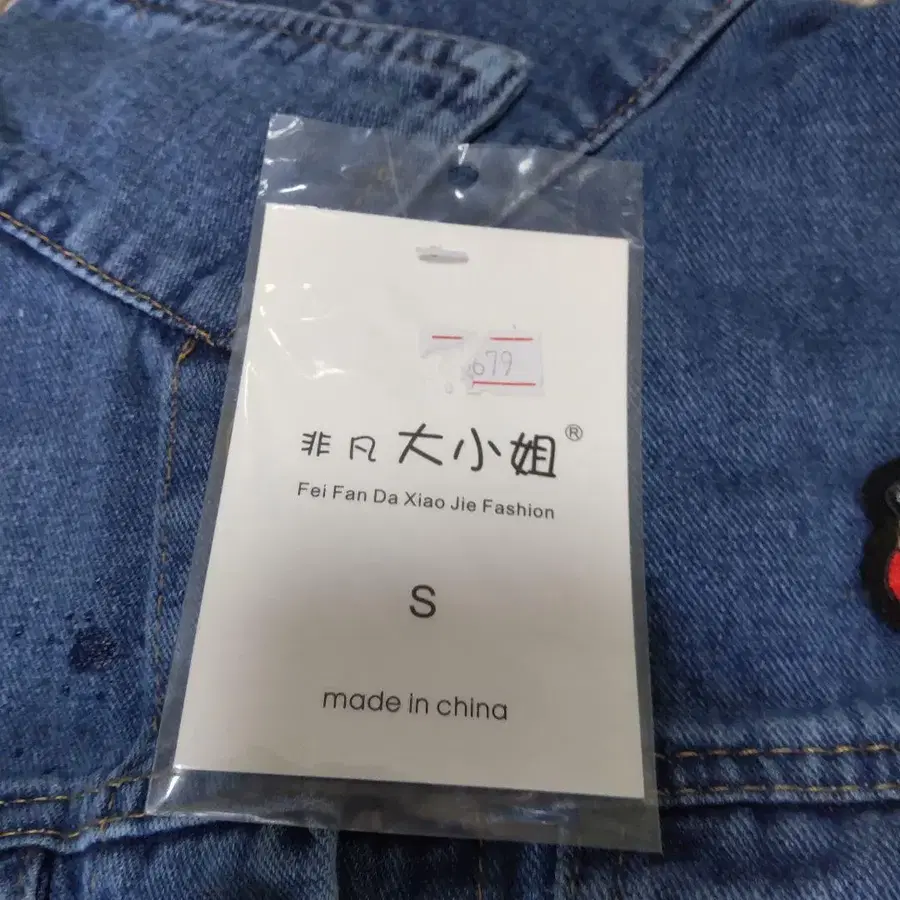 679
非凡大小姐®
Fei Fan Da Xiao Jie Fashion
S
made in china